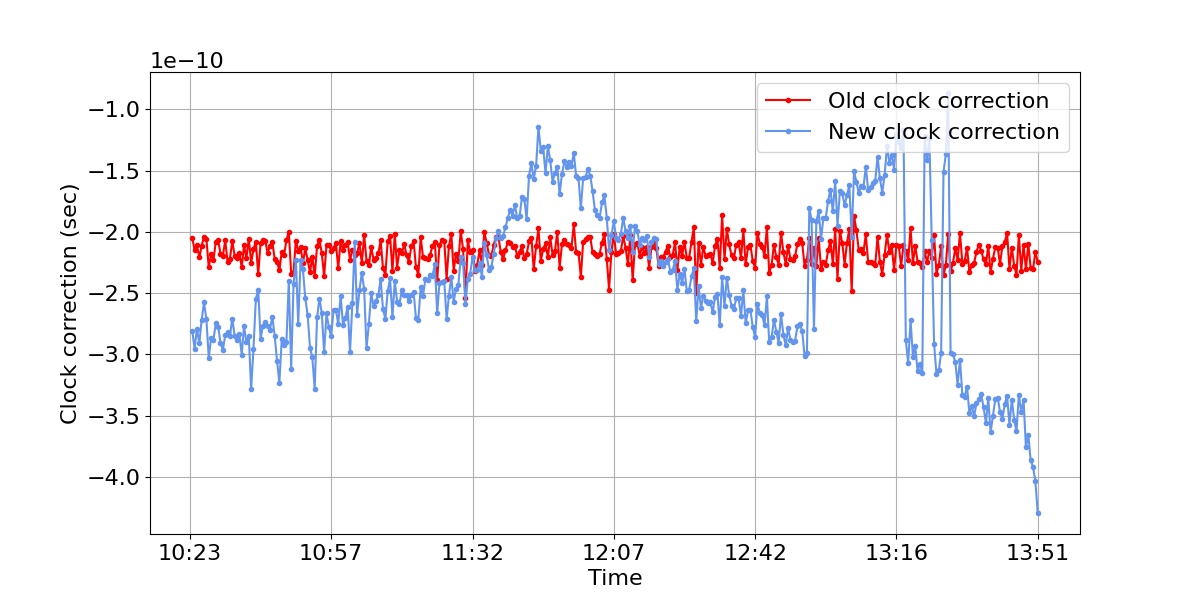 1e−10
Old clock correction
New clock correction
−1.0
−1.5
−2.0
−2.5
−3.0
−3.5
−4.0
Clock correction (sec)
10:23 10:57 11:32 12:07 12:42 13:16 13:51
Time